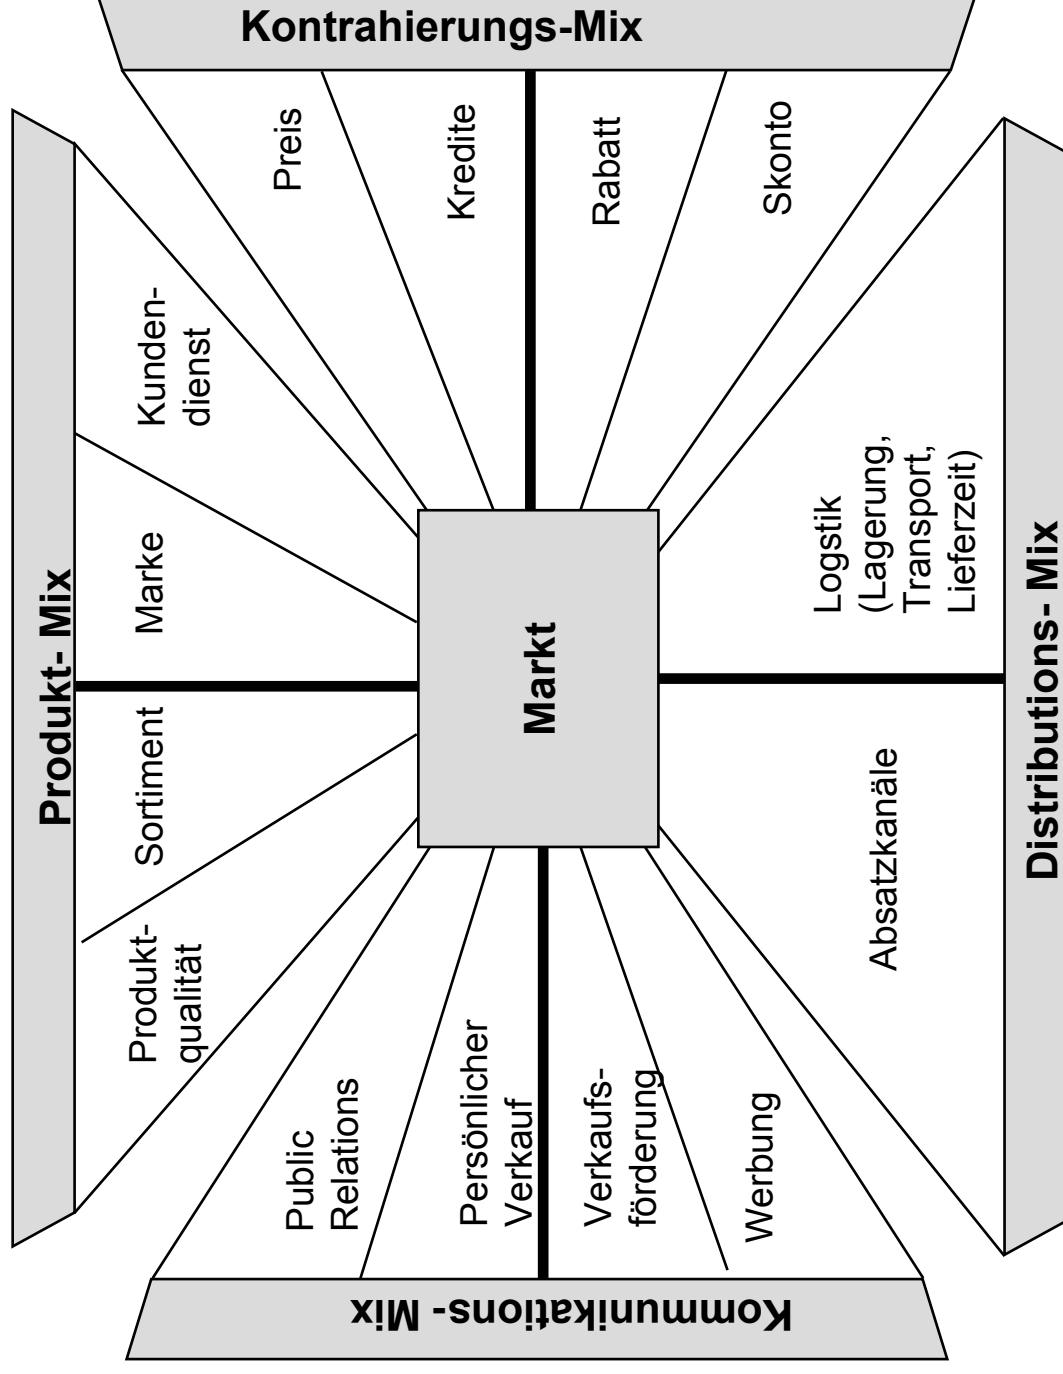 Kontrahierungs-Mix
Preis
Kredite
Rabatt
Skonto
Produkt- Mix
Produkt-
qualität
Sortiment
Marke
Kunden-
dienst
Markt
Public
Relations
Persönlicher
Verkauf
Verkaufs-
förderung
Werbung
Kommunikations- Mix
Absatzkanäle
Logstik
(Lagerung,
Transport,
Lieferzeit)
Distributions- Mix